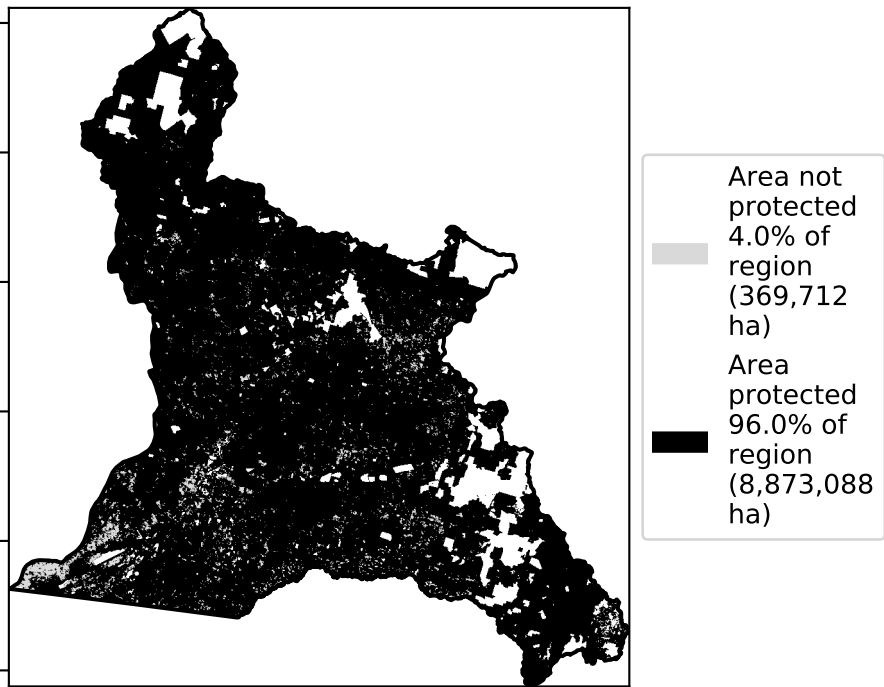 Area not
protected
4.0% of
region
(369,712
ha)
Area
protected
96.0% of
region
(8,873,088
ha)